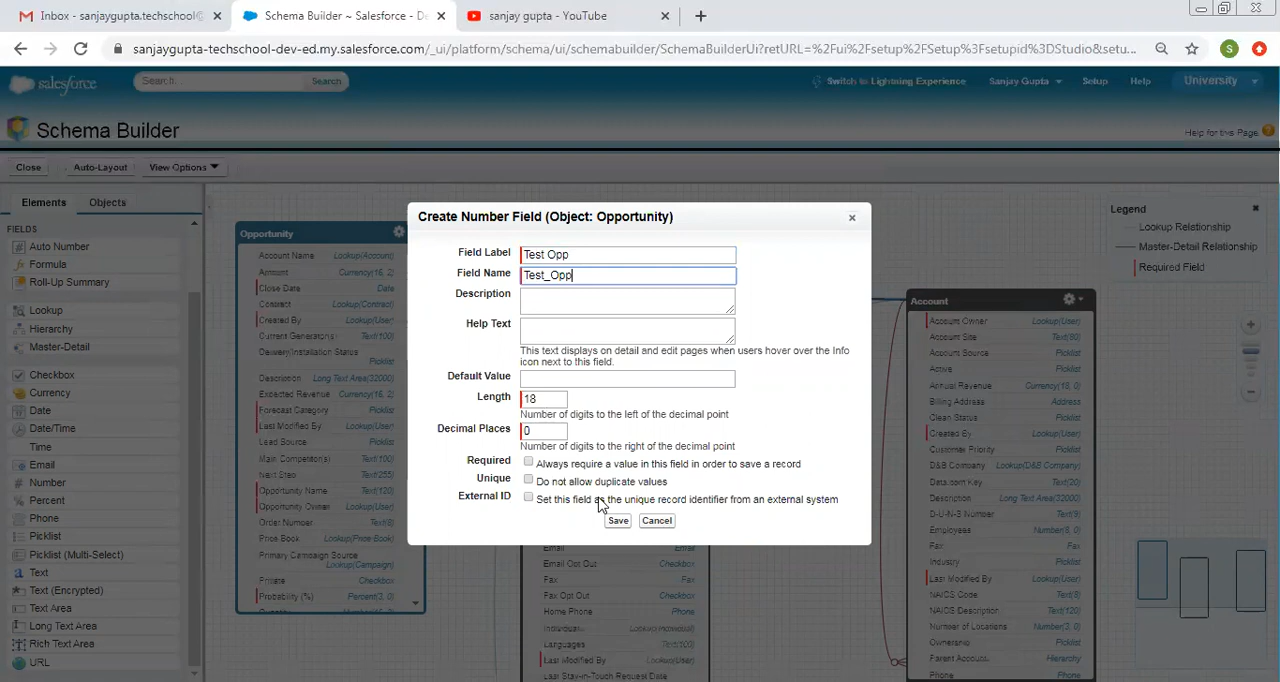 Inbox - sanjaygupta.techschool@
Schema Builder ~ Salesforce - De
sanjay gupta - YouTube
sanjaygupta-techschool-dev-ed.my.salesforce.com/_ui/platform/schema/ui/schemabuilder/SchemaBuilderUi?retURL=%2Fui%2Fsetup%2FSetup%3Fsetupid%3DStudio&setu...
S
salesforce
Search...
Search
Switch to Lightning Experience
Sanjay Gupta
Setup
Help
University
Schema Builder
Help for this Page
Close
Auto-Layout
View Options
Elements
Objects
FIELDS
Auto Number
Formula
Roll-Up Summary
Lookup
Hierarchy
Master-Detail
Checkbox
Currency
Date
Date/Time
Time
Email
Number
Percent
Phone
Picklist
Picklist (Multi-Select)
Text
Text (Encrypted)
Text Area
Long Text Area
Rich Text Area
URL
Opportunity
Account Name Lookup(Account)
Amount Currency(16, 2)
Close Date Date
Contract Lookup(Contract)
Created By Lookup(User)
Current Generator(s) Text(100)
Delivery/Installation Status Picklist
Description Long Text Area(32000)
Expected Revenue Currency(16, 2)
Forecast Category Picklist
Last Modified By Lookup(User)
Lead Source Picklist
Main Competitor(s) Text(100)
Next Step Text(255)
Opportunity Name Text(120)
Opportunity Owner Lookup(User)
Order Number Text(8)
Price Book Lookup(Price Book)
Primary Campaign Source Lookup(Campaign)
Private Checkbox
Probability (%) Percent(3, 0)
Create Number Field (Object: Opportunity)
Field Label Test Opp
Field Name Test_Opp
Description
Help Text
This text displays on detail and edit pages when users hover over the Info
icon next to this field.
Default Value
Length 18
Number of digits to the left of the decimal point
Decimal Places 0
Number of digits to the right of the decimal point
Required Always require a value in this field in order to save a record
Unique Do not allow duplicate values
External ID Set this field as the unique record identifier from an external system
Save
Cancel
Email Email
Email Opt Out Checkbox
Fax Fax
Fax Opt Out Checkbox
Home Phone Phone
Languages Text(100)
Last Modified By Lookup(User)
Last Stay-in-Touch Request Date
Legend
Lookup Relationship
Master-Detail Relationship
Required Field
Account
Account Owner Lookup(User)
Account Site Text(80)
Account Source Picklist
Active Picklist
Annual Revenue Currency(18, 0)
Billing Address Address
Clean Status Picklist
Created By Lookup(User)
Customer Priority Picklist
D&B Company Lookup(D&B Company)
Data.com Key Text(20)
Description Long Text Area(32000)
D-U-N-S Number Text(9)
Employees Number(8, 0)
Fax Fax
Industry Picklist
Last Modified By Lookup(User)
NAICS Code Text(8)
NAICS Description Text(120)
Number of Locations Number(3, 0)
Ownership Picklist
Parent Account Hierarchy
Phone Phone